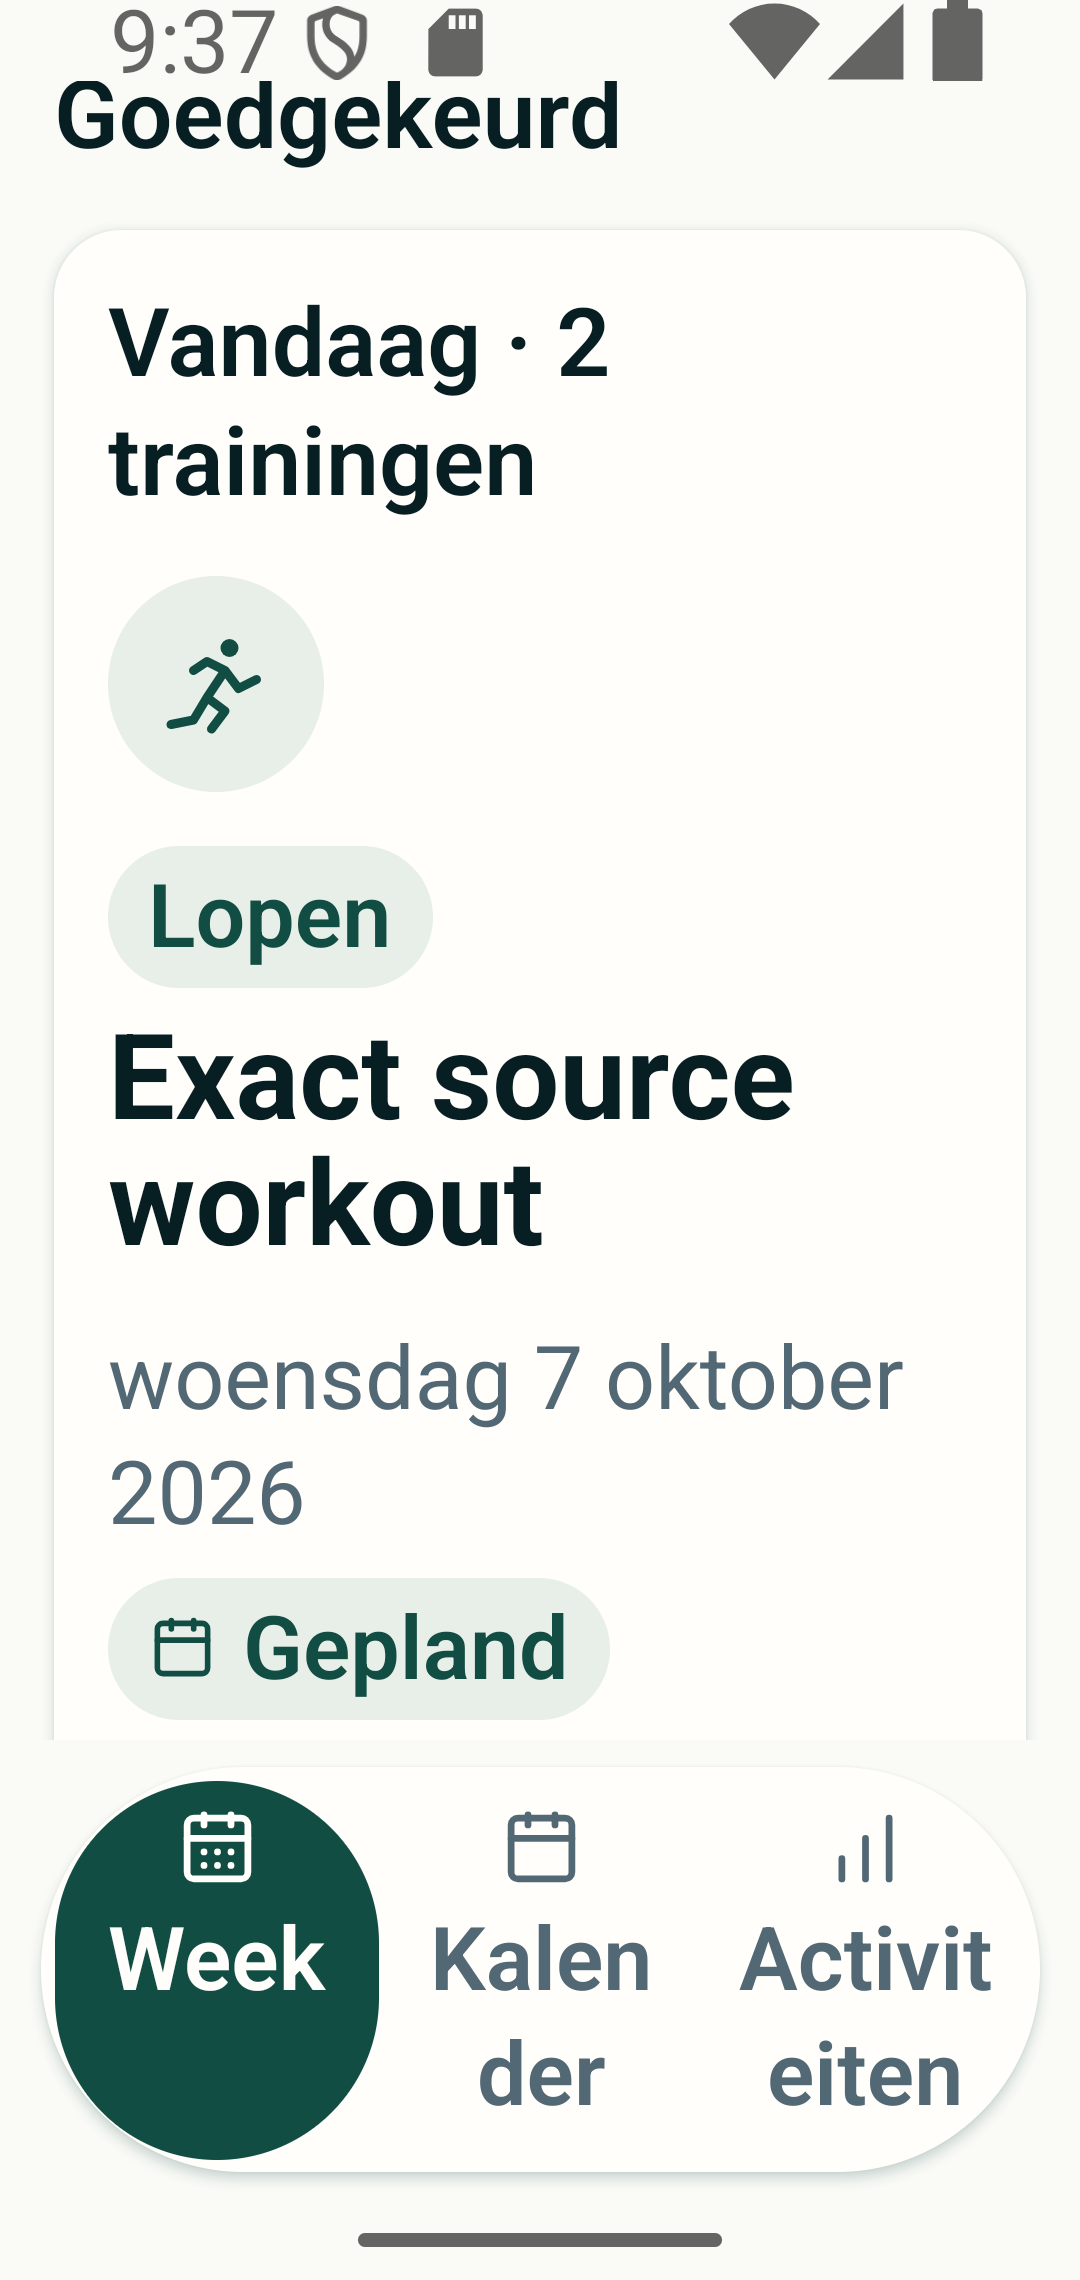 9:37
Goedgekeurd
Vandaag · 2
trainingen
Lopen
Exact source
workout
woensdag 7 oktober
2026
Gepland
Week
Kalen
der
Activit
eiten